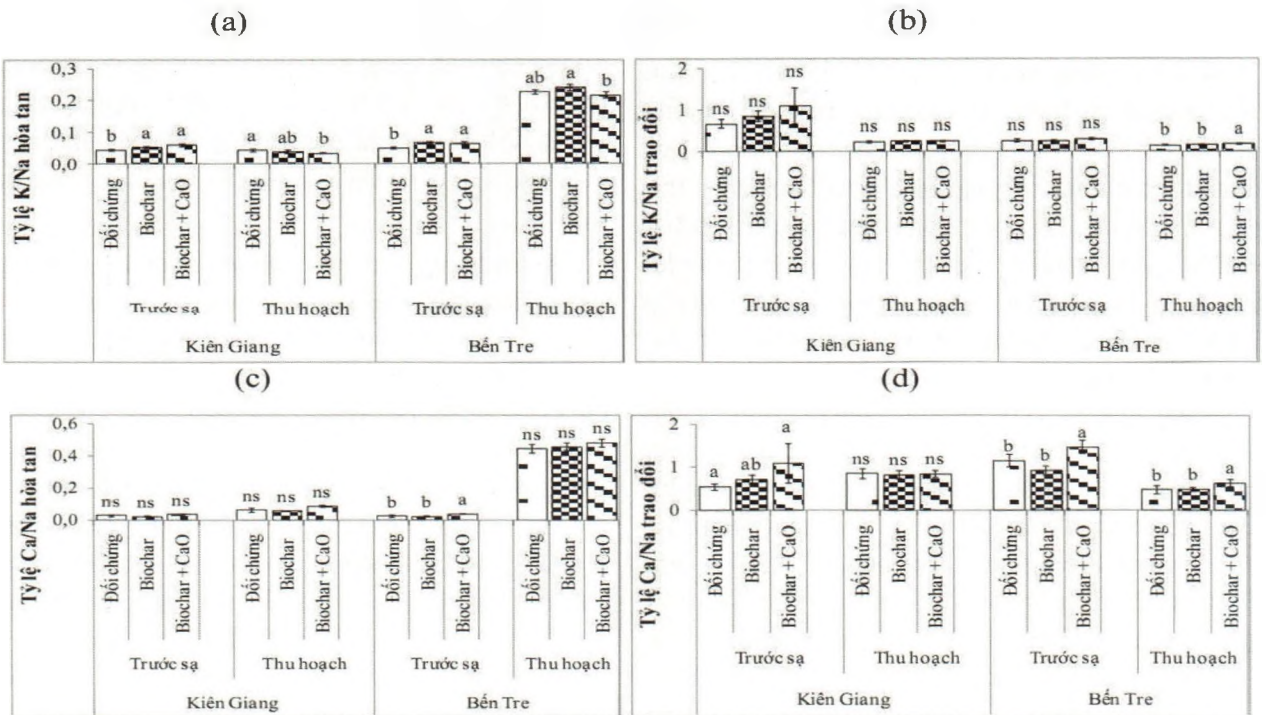 (a)
Tỷ lệ K/Na hòa tan
0,3
0,2
0,1
0,0
b a a a ab b b a a ab a b
Đối chứng Biochar Biochar + CaO Đối chứng Biochar Biochar + CaO Đối chứng Biochar Biochar + CaO Đối chứng Biochar Biochar + CaO
Trước sạ Thu hoạch Trước sạ Thu hoạch
Kiên Giang Bến Tre
(b)
Tỷ lệ K/Na trao đổi
2
1
0
ns ns ns ns ns ns ns ns ns b b a
Đối chứng Biochar Biochar + CaO Đối chứng Biochar Biochar + CaO Đối chứng Biochar Biochar + CaO Đối chứng Biochar Biochar + CaO
Trước sạ Thu hoạch Trước sạ Thu hoạch
Kiên Giang Bến Tre
(c)
Tỷ lệ Ca/Na hòa tan
0,6
0,4
0,2
0,0
ns ns ns ns ns ns b b a ns ns ns
Đối chứng Biochar Biochar + CaO Đối chứng Biochar Biochar + CaO Đối chứng Biochar Biochar + CaO Đối chứng Biochar Biochar + CaO
Trước sạ Thu hoạch Trước sạ Thu hoạch
Kiên Giang Bến Tre
(d)
Tỷ lệ Ca/Na trao đổi
2
1
0
a ab a ns ns ns b b a b b a
Đối chứng Biochar Biochar + CaO Đối chứng Biochar Biochar + CaO Đối chứng Biochar Biochar + CaO Đối chứng Biochar Biochar + CaO
Trước sạ Thu hoạch Trước sạ Thu hoạch
Kiên Giang Bến Tre